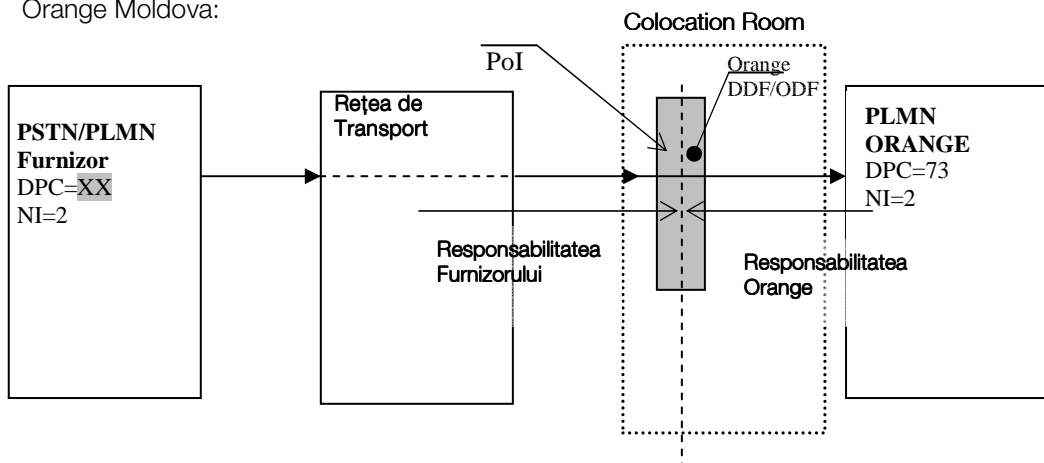 Orange Moldova:
Colocation Room
PoI
Orange
DDF/ODF
PSTN/PLMN
Furnizor
DPC=XX
NI=2
Rețea de
Transport
PLMN
ORANGE
DPC=73
NI=2
Responsabilitatea
Furnizorului
Responsabilitatea
Orange